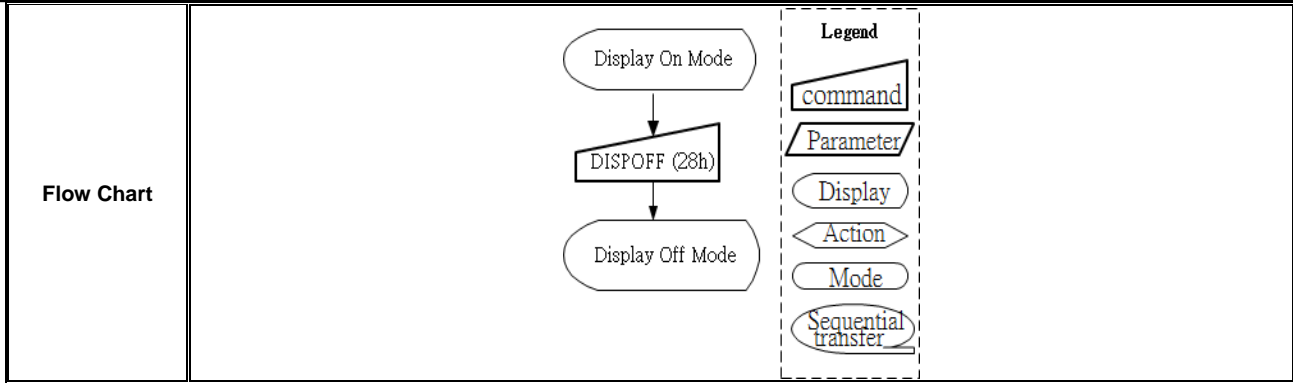 Flow Chart
Display On Mode
DISPOFF (28h)
Display Off Mode
Legend
command
Parameter
Display
Action
Mode
Sequential
transfer